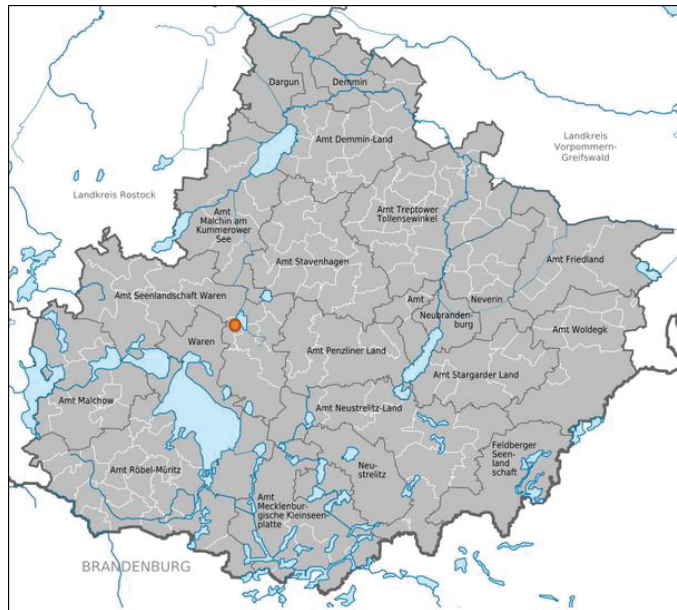 Dargun
Demmin
Landkreis
Vorpommern-
Greifswald
Amt Demmin-Land
Landkreis Rostock
Amt
Malchin am
Kummerower
See
Amt Treptower
Tollensewinkel
Amt Stavenhagen
Amt Friedland
Amt Seenlandschaft Waren
Amt
Neverin
Neubranden-
burg
Amt Woldegk
Waren
Amt Penzliner Land
Amt Stargarder Land
Amt Malchow
Amt Neustrelitz-Land
Feldberger
Seen-
land
schaft
Amt Röbel-Müritz
Neu-
strelitz
Amt
Mecklenbur-
gische Kleinseen-
platte
BRANDENBURG